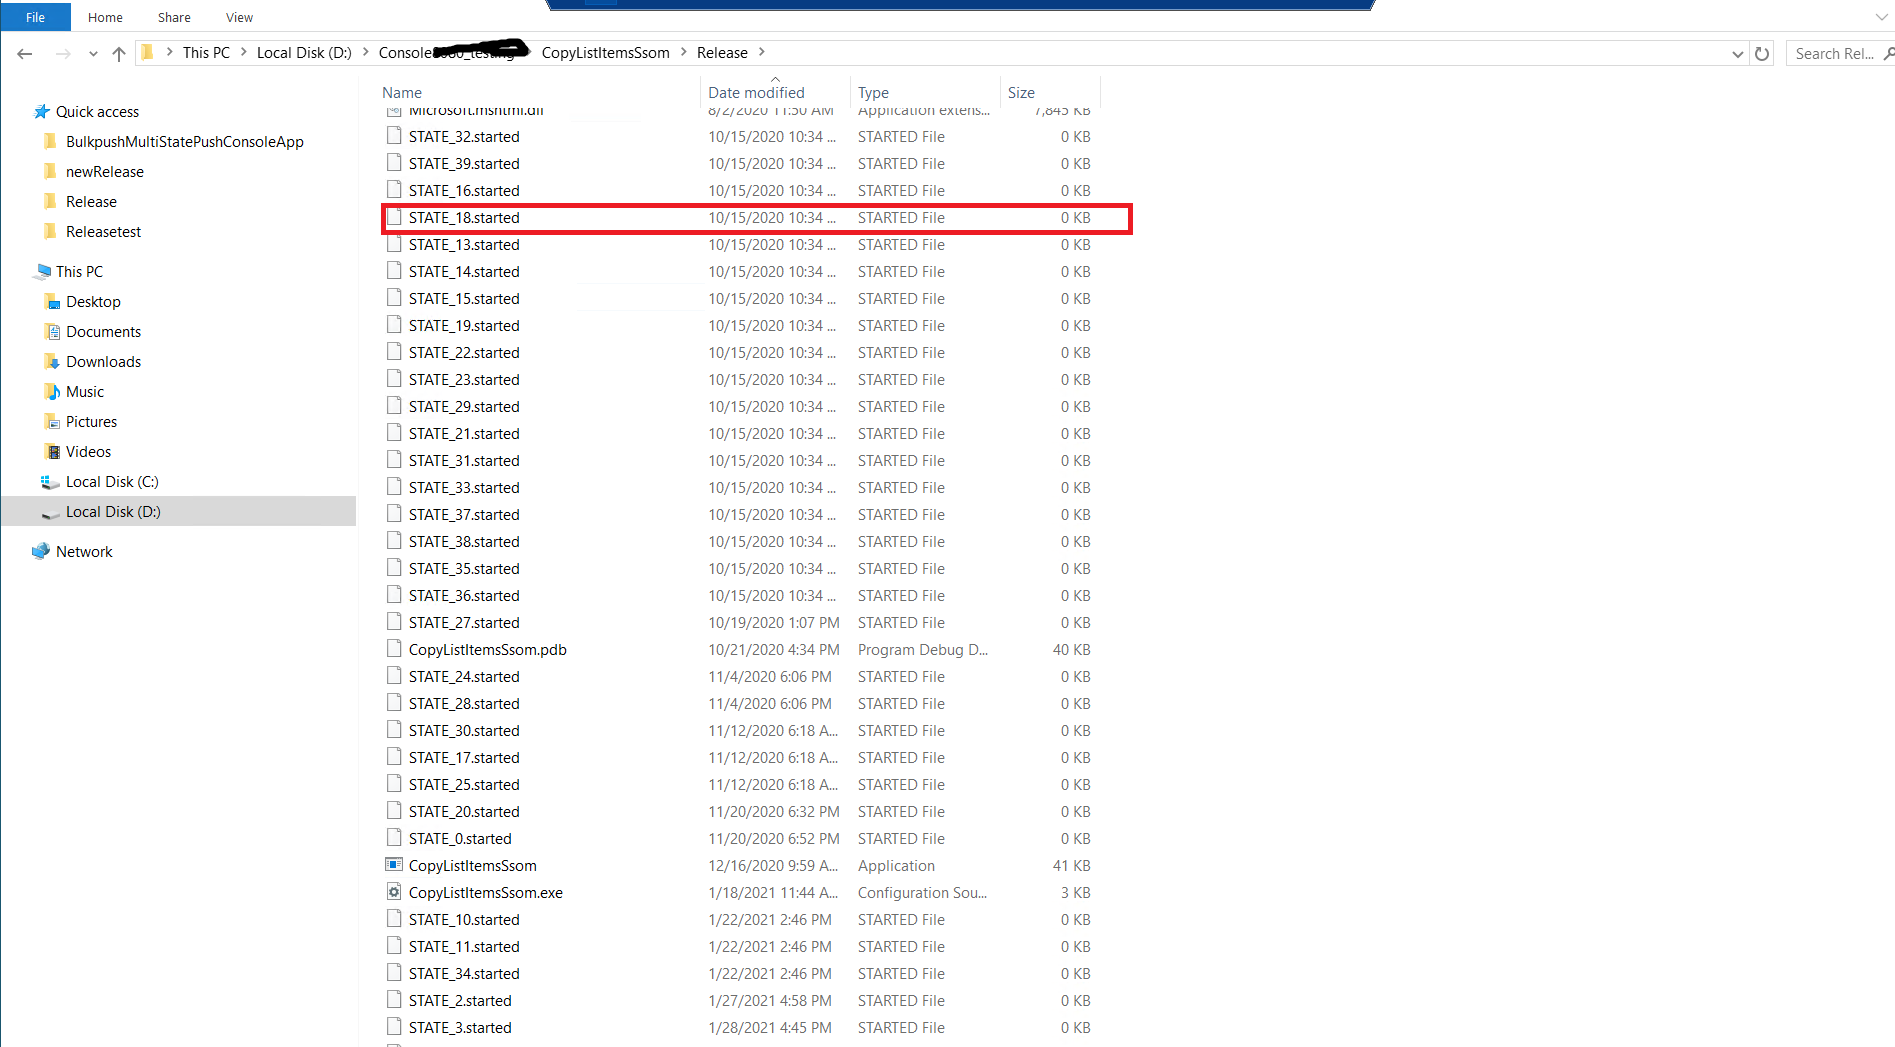 File Home Share View
This PC Local Disk (D:) CopyListItemsSsom Release Search Rel...
Name Date modified Type Size
Quick access
BulkpushMultiStatePushConsoleApp
newRelease
Release
Releasetest
This PC
Desktop
Documents
Downloads
Music
Pictures
Videos
Local Disk (C:)
Local Disk (D:)
Network
Microsoft.mshtml.dll 8/2/2020 11:50 AM Application extens... 7,845 KB
STATE_32.started 10/15/2020 10:34 ... STARTED File 0 KB
STATE_39.started 10/15/2020 10:34 ... STARTED File 0 KB
STATE_16.started 10/15/2020 10:34 ... STARTED File 0 KB
STATE_18.started 10/15/2020 10:34 ... STARTED File 0 KB
STATE_13.started 10/15/2020 10:34 ... STARTED File 0 KB
STATE_14.started 10/15/2020 10:34 ... STARTED File 0 KB
STATE_15.started 10/15/2020 10:34 ... STARTED File 0 KB
STATE_19.started 10/15/2020 10:34 ... STARTED File 0 KB
STATE_22.started 10/15/2020 10:34 ... STARTED File 0 KB
STATE_23.started 10/15/2020 10:34 ... STARTED File 0 KB
STATE_29.started 10/15/2020 10:34 ... STARTED File 0 KB
STATE_21.started 10/15/2020 10:34 ... STARTED File 0 KB
STATE_31.started 10/15/2020 10:34 ... STARTED File 0 KB
STATE_33.started 10/15/2020 10:34 ... STARTED File 0 KB
STATE_37.started 10/15/2020 10:34 ... STARTED File 0 KB
STATE_38.started 10/15/2020 10:34 ... STARTED File 0 KB
STATE_35.started 10/15/2020 10:34 ... STARTED File 0 KB
STATE_36.started 10/15/2020 10:34 ... STARTED File 0 KB
STATE_27.started 10/19/2020 1:07 PM STARTED File 0 KB
CopyListItemsSsom.pdb 10/21/2020 4:34 PM Program Debug D... 40 KB
STATE_24.started 11/4/2020 6:06 PM STARTED File 0 KB
STATE_28.started 11/4/2020 6:06 PM STARTED File 0 KB
STATE_30.started 11/12/2020 6:18 A... STARTED File 0 KB
STATE_17.started 11/12/2020 6:18 A... STARTED File 0 KB
STATE_25.started 11/12/2020 6:18 A... STARTED File 0 KB
STATE_20.started 11/20/2020 6:32 PM STARTED File 0 KB
STATE_0.started 11/20/2020 6:52 PM STARTED File 0 KB
CopyListItemsSsom 12/16/2020 9:59 A... Application 41 KB
CopyListItemsSsom.exe 1/18/2021 11:44 A... Configuration Sou... 3 KB
STATE_10.started 1/22/2021 2:46 PM STARTED File 0 KB
STATE_11.started 1/22/2021 2:46 PM STARTED File 0 KB
STATE_34.started 1/22/2021 2:46 PM STARTED File 0 KB
STATE_2.started 1/27/2021 4:58 PM STARTED File 0 KB
STATE_3.started 1/28/2021 4:45 PM STARTED File 0 KB